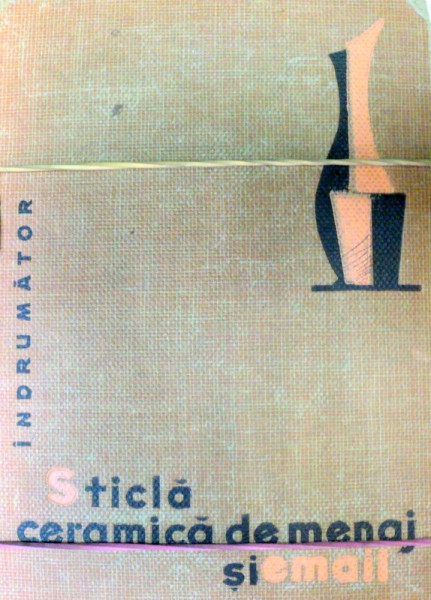 ÎNDRUMĂTOR
Sticlă
ceramică de menaj
și email